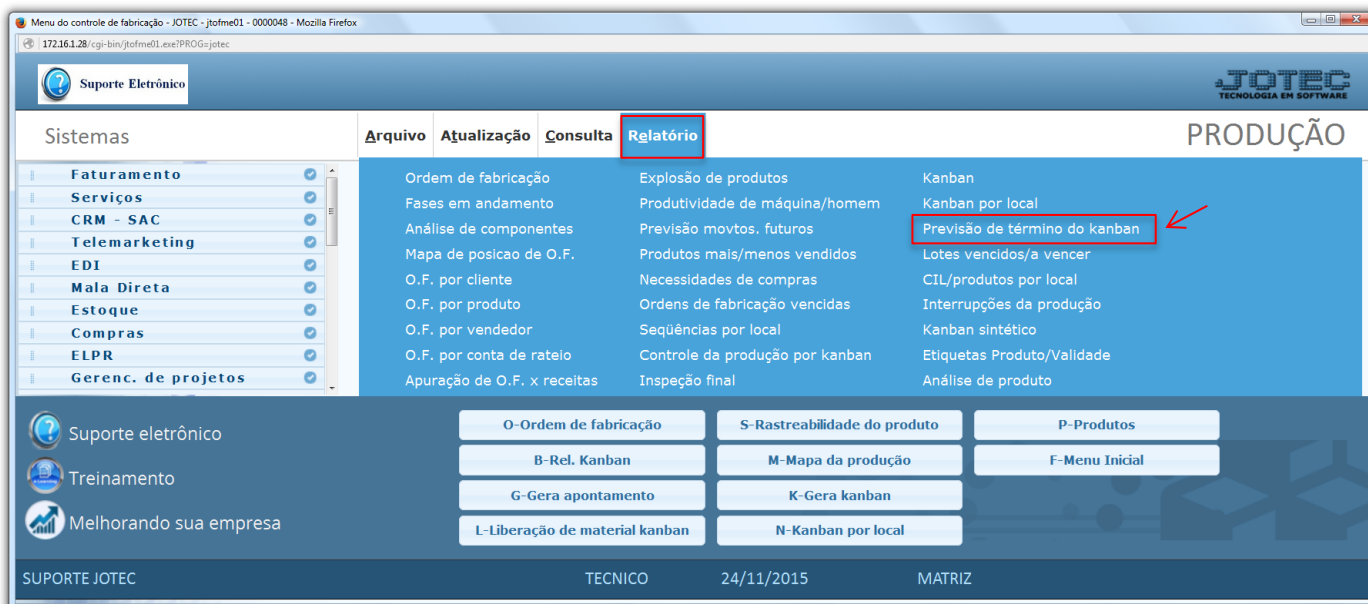 Menu do controle de fabricação - JOTEC - jtofme01 - 0000048 - Mozilla Firefox
172.16.1.28/cgi-bin/jtofme01.exe?PROG=jotec
Suporte Eletrônico
JOTEC
TECNOLOGIA EM SOFTWARE
Sistemas
Arquivo Atualização Consulta Relatório
PRODUÇÃO
Faturamento
Serviços
CRM - SAC
Telemarketing
EDI
Mala Direta
Estoque
Compras
ELPR
Gerenc. de projetos
Ordem de fabricação
Fases em andamento
Análise de componentes
Mapa de posicao de O.F.
O.F. por cliente
O.F. por produto
O.F. por vendedor
O.F. por conta de rateio
Apuração de O.F. x receitas
Explosão de produtos
Produtividade de máquina/homem
Previsão movtos. futuros
Produtos mais/menos vendidos
Necessidades de compras
Ordens de fabricação vencidas
Seqüências por local
Controle da produção por kanban
Inspeção final
Kanban
Kanban por local
Previsão de término do kanban
Lotes vencidos/a vencer
CIL/produtos por local
Interrupções da produção
Kanban sintético
Etiquetas Produto/Validade
Análise de produto
Suporte eletrônico
Treinamento
Melhorando sua empresa
O-Ordem de fabricação
B-Rel. Kanban
G-Gera apontamento
L-Liberação de material kanban
S-Rastreabilidade do produto
M-Mapa da produção
K-Gera kanban
N-Kanban por local
P-Produtos
F-Menu Inicial
SUPORTE JOTEC TECNICO 24/11/2015 MATRIZ